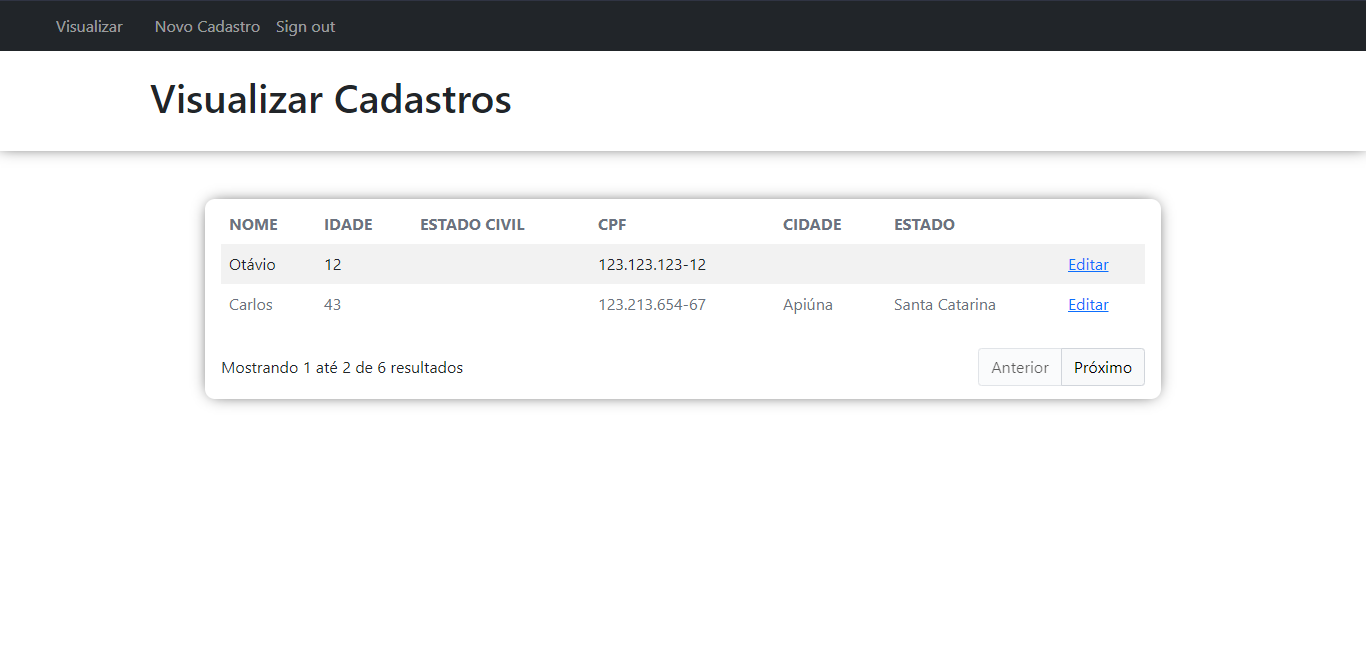 Visualizar Novo Cadastro Sign out
Visualizar Cadastros
NOME IDADE ESTADO CIVIL CPF CIDADE ESTADO
Otávio 12 123.123.123-12 Editar
Carlos 43 123.213.654-67 Apiúna Santa Catarina Editar
Mostrando 1 até 2 de 6 resultados Anterior Próximo